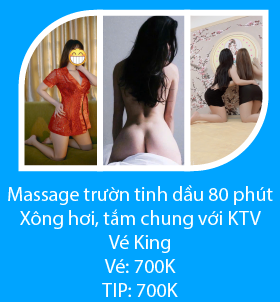 Massage trườn tinh dầu 80 phút
Xông hơi, tắm chung với KTV
Vé King
Vé: 700K
TIP: 700K